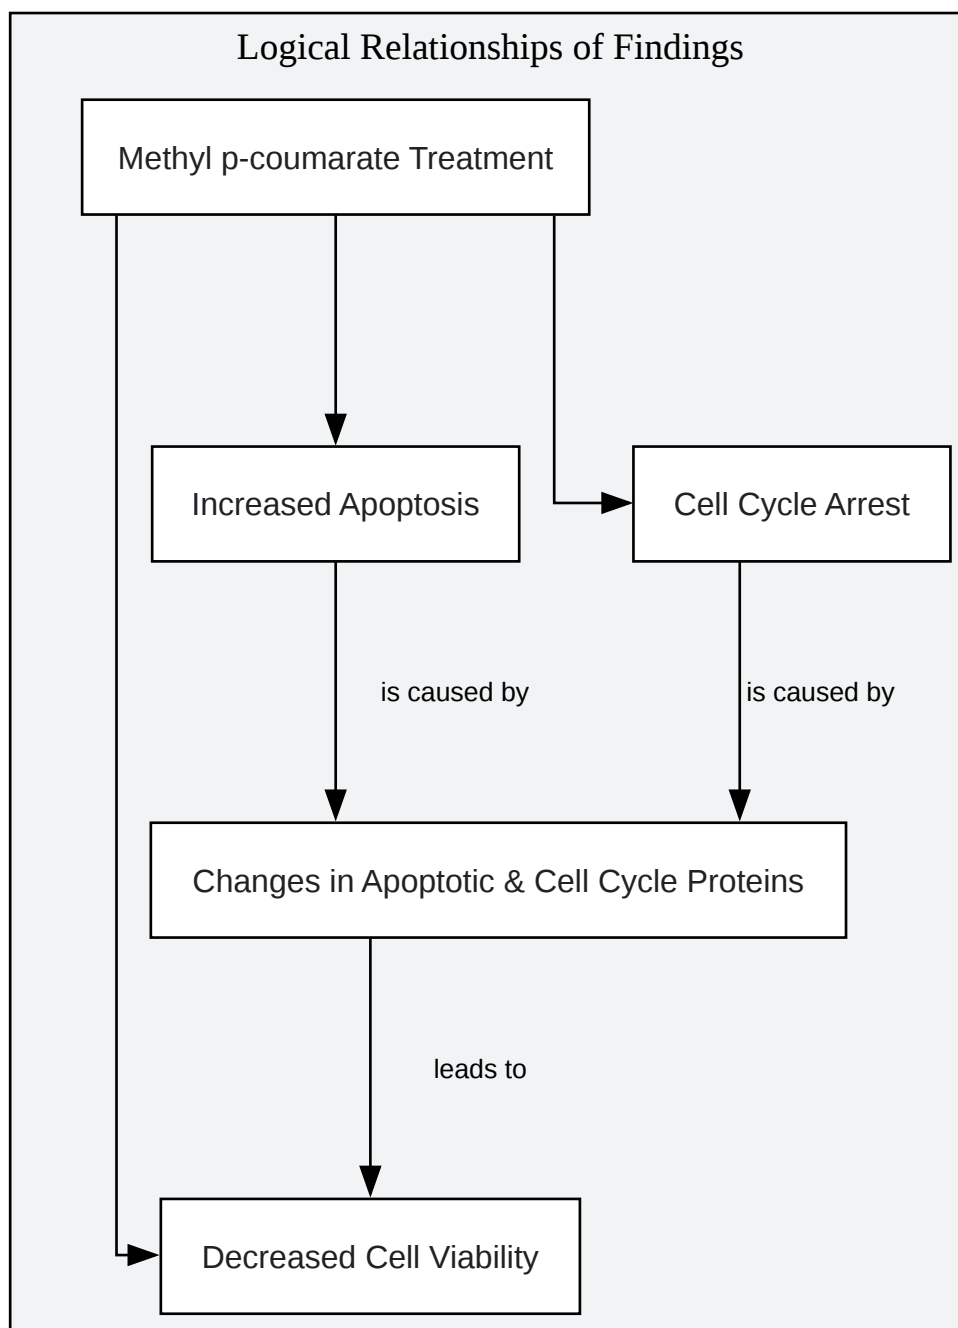 Logical Relationships of Findings
Methyl p-coumarate Treatment
Increased Apoptosis
Cell Cycle Arrest
is caused by
is caused by
Changes in Apoptotic & Cell Cycle Proteins
leads to
Decreased Cell Viability